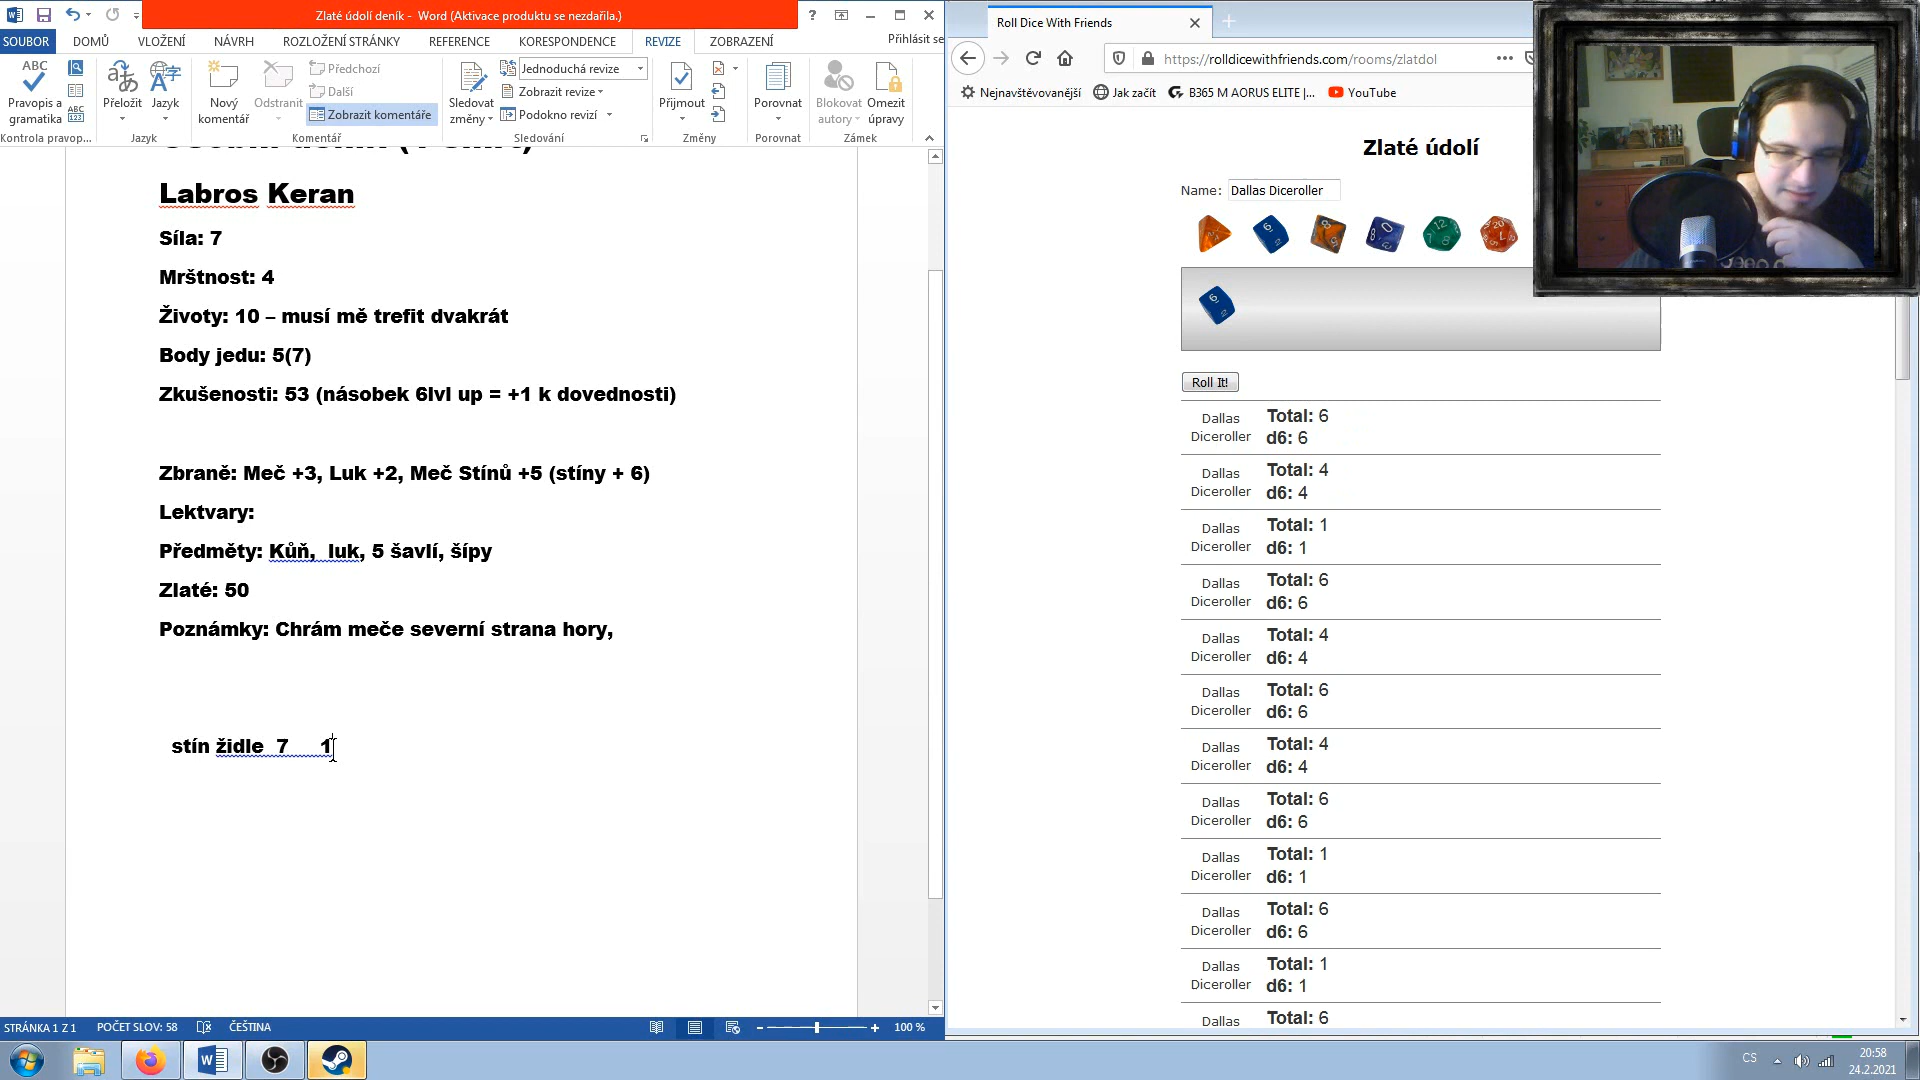 Zlaté údolí deník - Word (Aktivace produktu se nezdařila.)
SOUBOR DOMŮ VLOŽENÍ NÁVRH ROZLOŽENÍ STRÁNKY REFERENCE KORESPONDENCE REVIZE ZOBRAZENÍ Přihlásit se
Pravopis a gramatika
Přeložit
Jazyk
Nový komentář
Odstranit
Předchozí
Další
Zobrazit komentáře
Sledovat změny
Jednoduchá revize
Zobrazit revize
Podokno revizí
Přijmout
Porovnat
Blokovat autory
Omezit úpravy
Kontrola pravop... Jazyk Komentář Sledování Změny Porovnat Zámek
Labros Keran
Síla: 7
Mrštnost: 4
Životy: 10 – musí mě trefit dvakrát
Body jedu: 5(7)
Zkušenosti: 53 (násobek 6lvl up = +1 k dovednosti)
Zbraně: Meč +3, Luk +2, Meč Stínů +5 (stíny + 6)
Lektvary:
Předměty: Kůň, luk, 5 šavlí, šípy
Zlaté: 50
Poznámky: Chrám meče severní strana hory,
stín židle 7 1
STRÁNKA 1 Z 1 POČET SLOV: 58 ČEŠTINA 100 %
Roll Dice With Friends
https://rolldicewithfriends.com/rooms/zlatdol
Nejnavštěvovanější Jak začít B365 M AORUS ELITE |... YouTube
Zlaté údolí
Name: Dallas Diceroller
Roll It!
Dallas Diceroller Total: 6
d6: 6
Dallas Diceroller Total: 4
d6: 4
Dallas Diceroller Total: 1
d6: 1
Dallas Diceroller Total: 6
d6: 6
Dallas Diceroller Total: 4
d6: 4
Dallas Diceroller Total: 6
d6: 6
Dallas Diceroller Total: 4
d6: 4
Dallas Diceroller Total: 6
d6: 6
Dallas Diceroller Total: 1
d6: 1
Dallas Diceroller Total: 6
d6: 6
Dallas Diceroller Total: 1
d6: 1
Dallas Total: 6
CS 20:58
24.2.2021